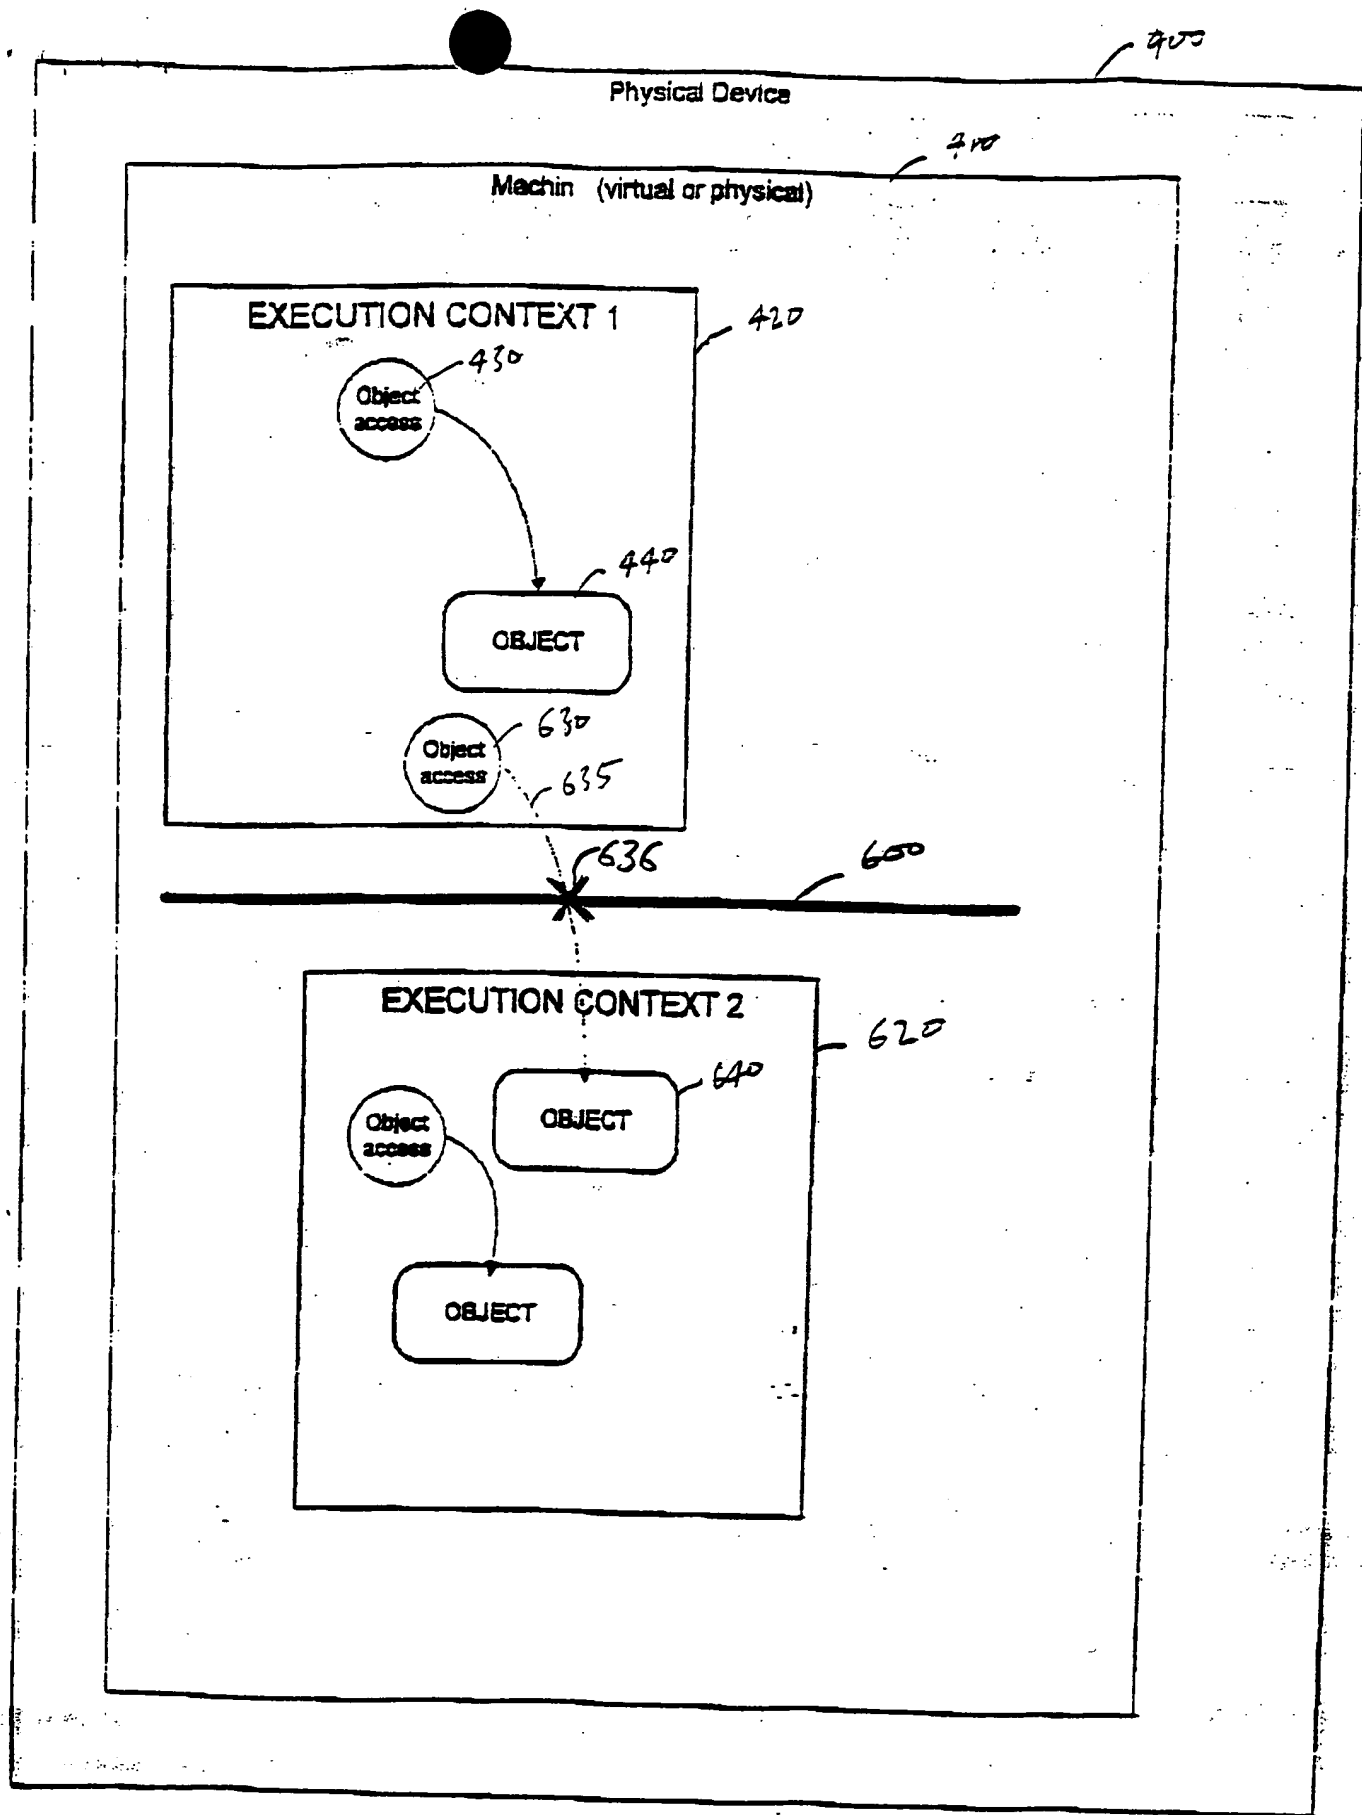 400
Physical Device
410
Machin (virtual or physical)
EXECUTION CONTEXT 1
420
430
Object
access
440
OBJECT
630
Object
access
635
636
600
EXECUTION CONTEXT 2
620
640
OBJECT
Object
access
OBJECT